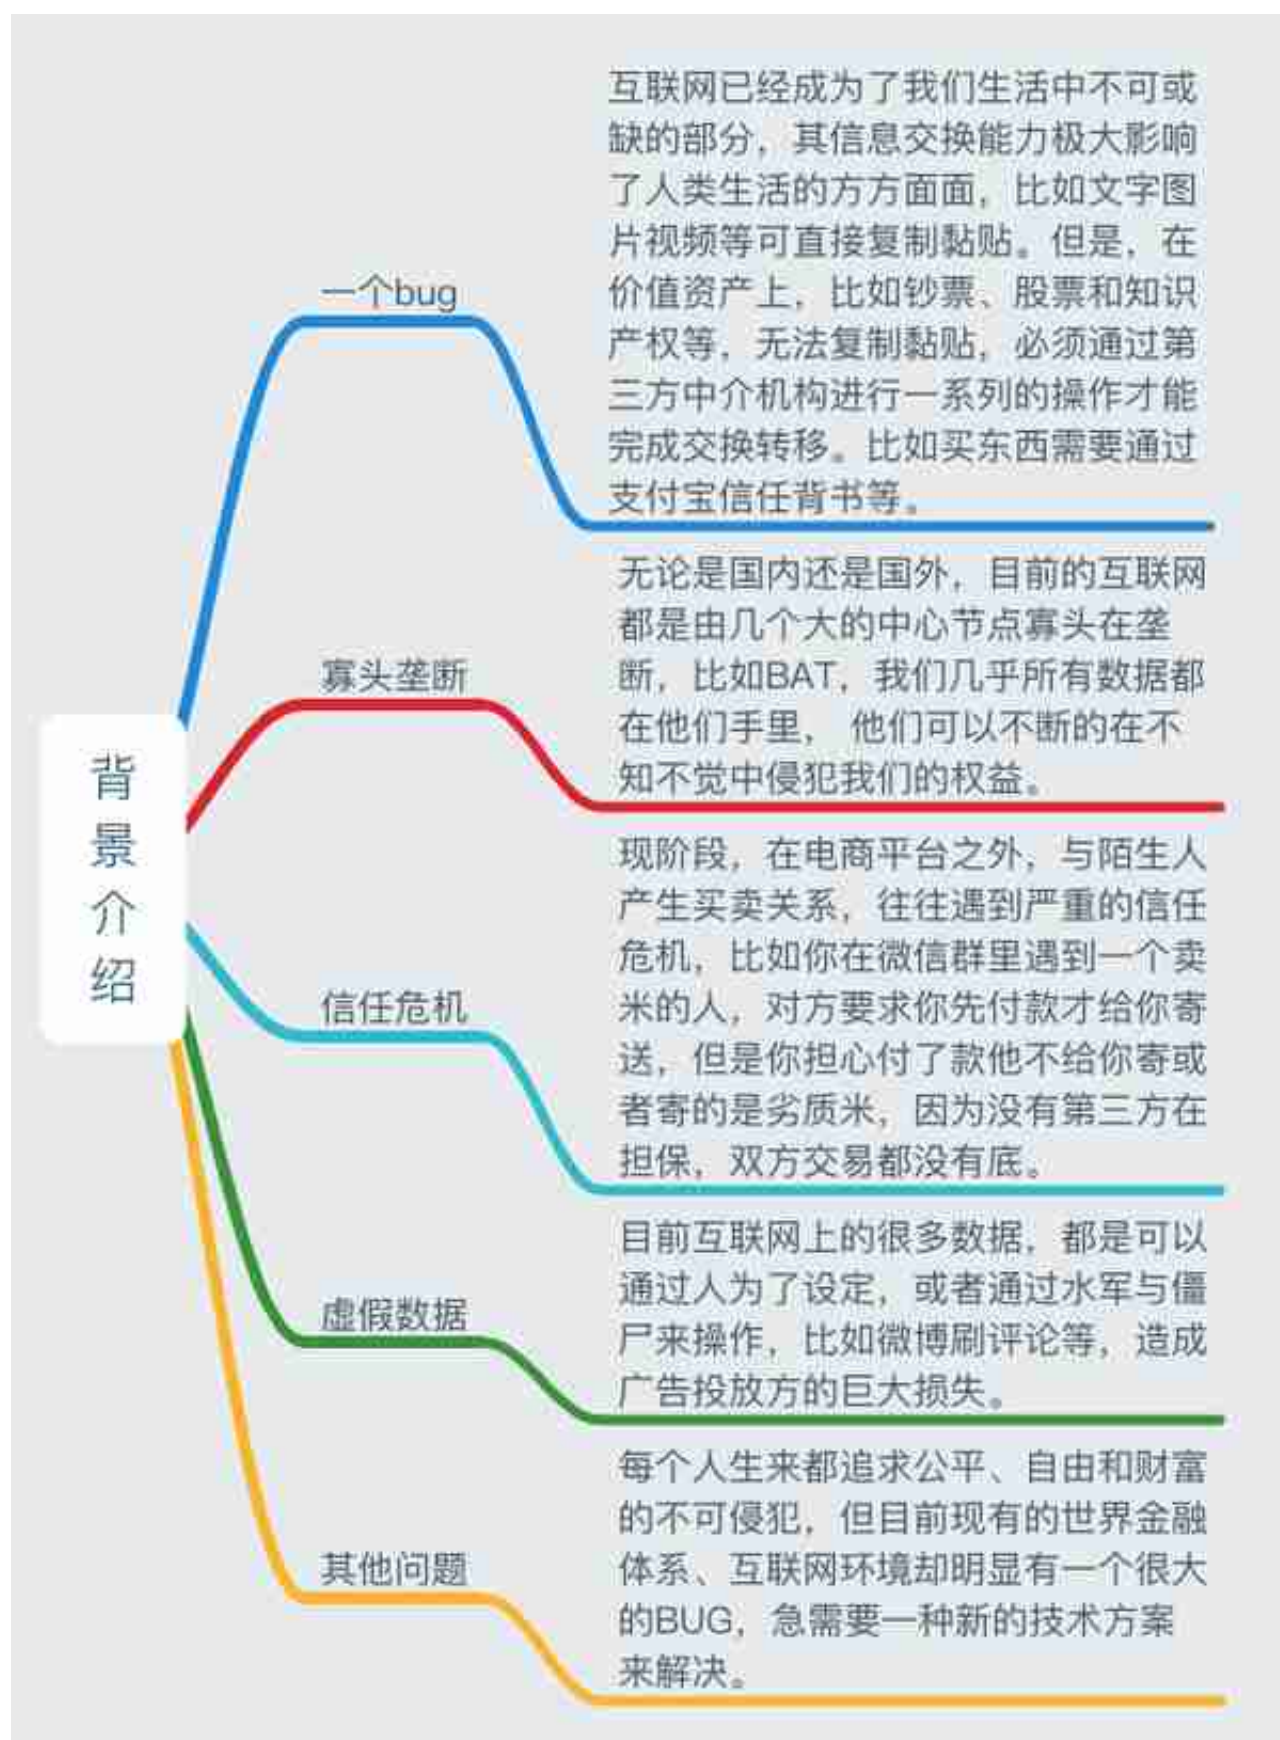 背
景
介
绍
一个bug
互联网已经成为了我们生活中不可或
缺的部分，其信息交换能力极大影响
了人类生活的方方面面，比如文字图
片视频等可直接复制黏贴。但是，在
价值资产上，比如钞票、股票和知识
产权等，无法复制黏贴，必须通过第
三方中介机构进行一系列的操作才能
完成交换转移。比如买东西需要通过
支付宝信任背书等。
寡头垄断
无论是国内还是国外，目前的互联网
都是由几个大的中心节点寡头在垄
断，比如BAT，我们几乎所有数据都
在他们手里， 他们可以不断的在不
知不觉中侵犯我们的权益。
信任危机
现阶段，在电商平台之外，与陌生人
产生买卖关系，往往遇到严重的信任
危机，比如你在微信群里遇到一个卖
米的人，对方要求你先付款才给你寄
送，但是你担心付了款他不给你寄或
者寄的是劣质米，因为没有第三方在
担保，双方交易都没有底。
虚假数据
目前互联网上的很多数据，都是可以
通过人为了设定，或者通过水军与僵
尸来操作，比如微博刷评论等，造成
广告投放方的巨大损失。
其他问题
每个人生来都追求公平、自由和财富
的不可侵犯，但目前现有的世界金融
体系、互联网环境却明显有一个很大
的BUG，急需要一种新的技术方案
来解决。